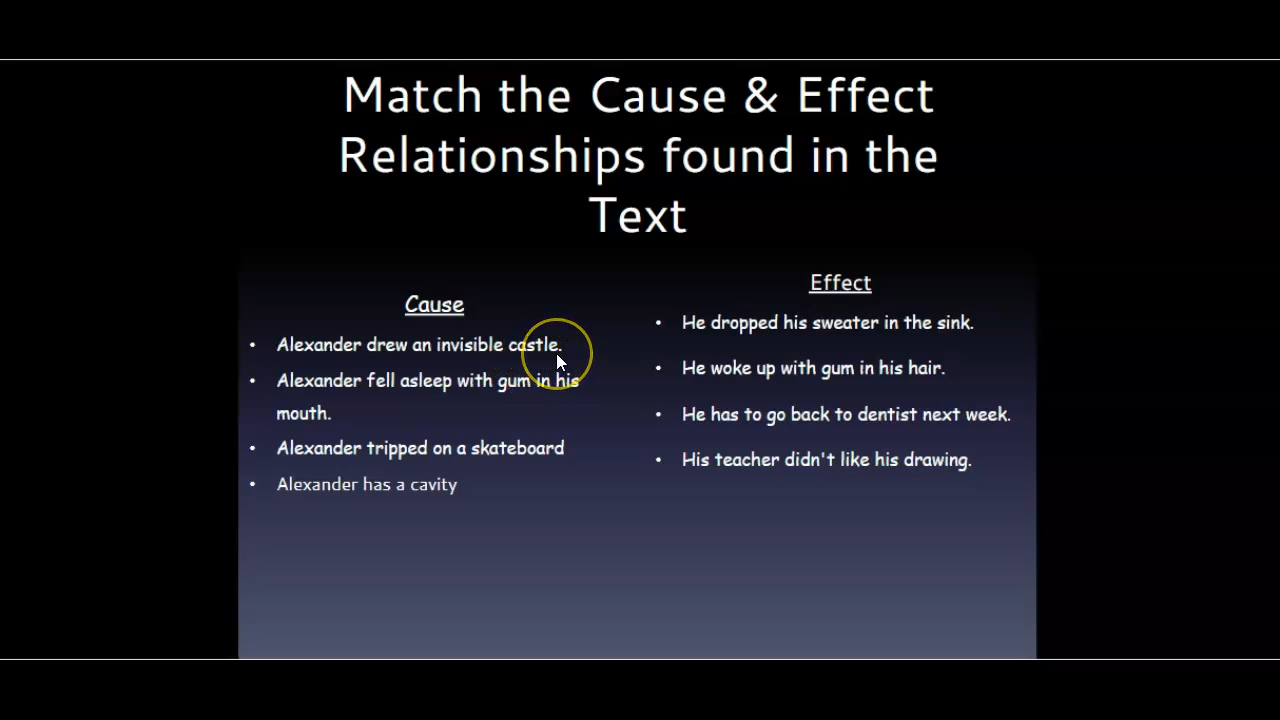 Match the Cause & Effect
Relationships found in the
Text
Cause
• Alexander drew an invisible castle.
• Alexander fell asleep with gum in his
mouth.
• Alexander tripped on a skateboard
• Alexander has a cavity
Effect
• He dropped his sweater in the sink.
• He woke up with gum in his hair.
• He has to go back to dentist next week.
• His teacher didn't like his drawing.